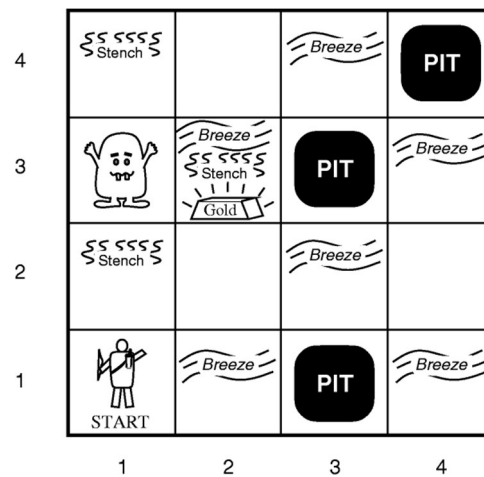 4
Stench
Breeze
PIT
3
Breeze
Stench
Gold
PIT
Breeze
2
Stench
Breeze
1
START
Breeze
PIT
Breeze
1 2 3 4